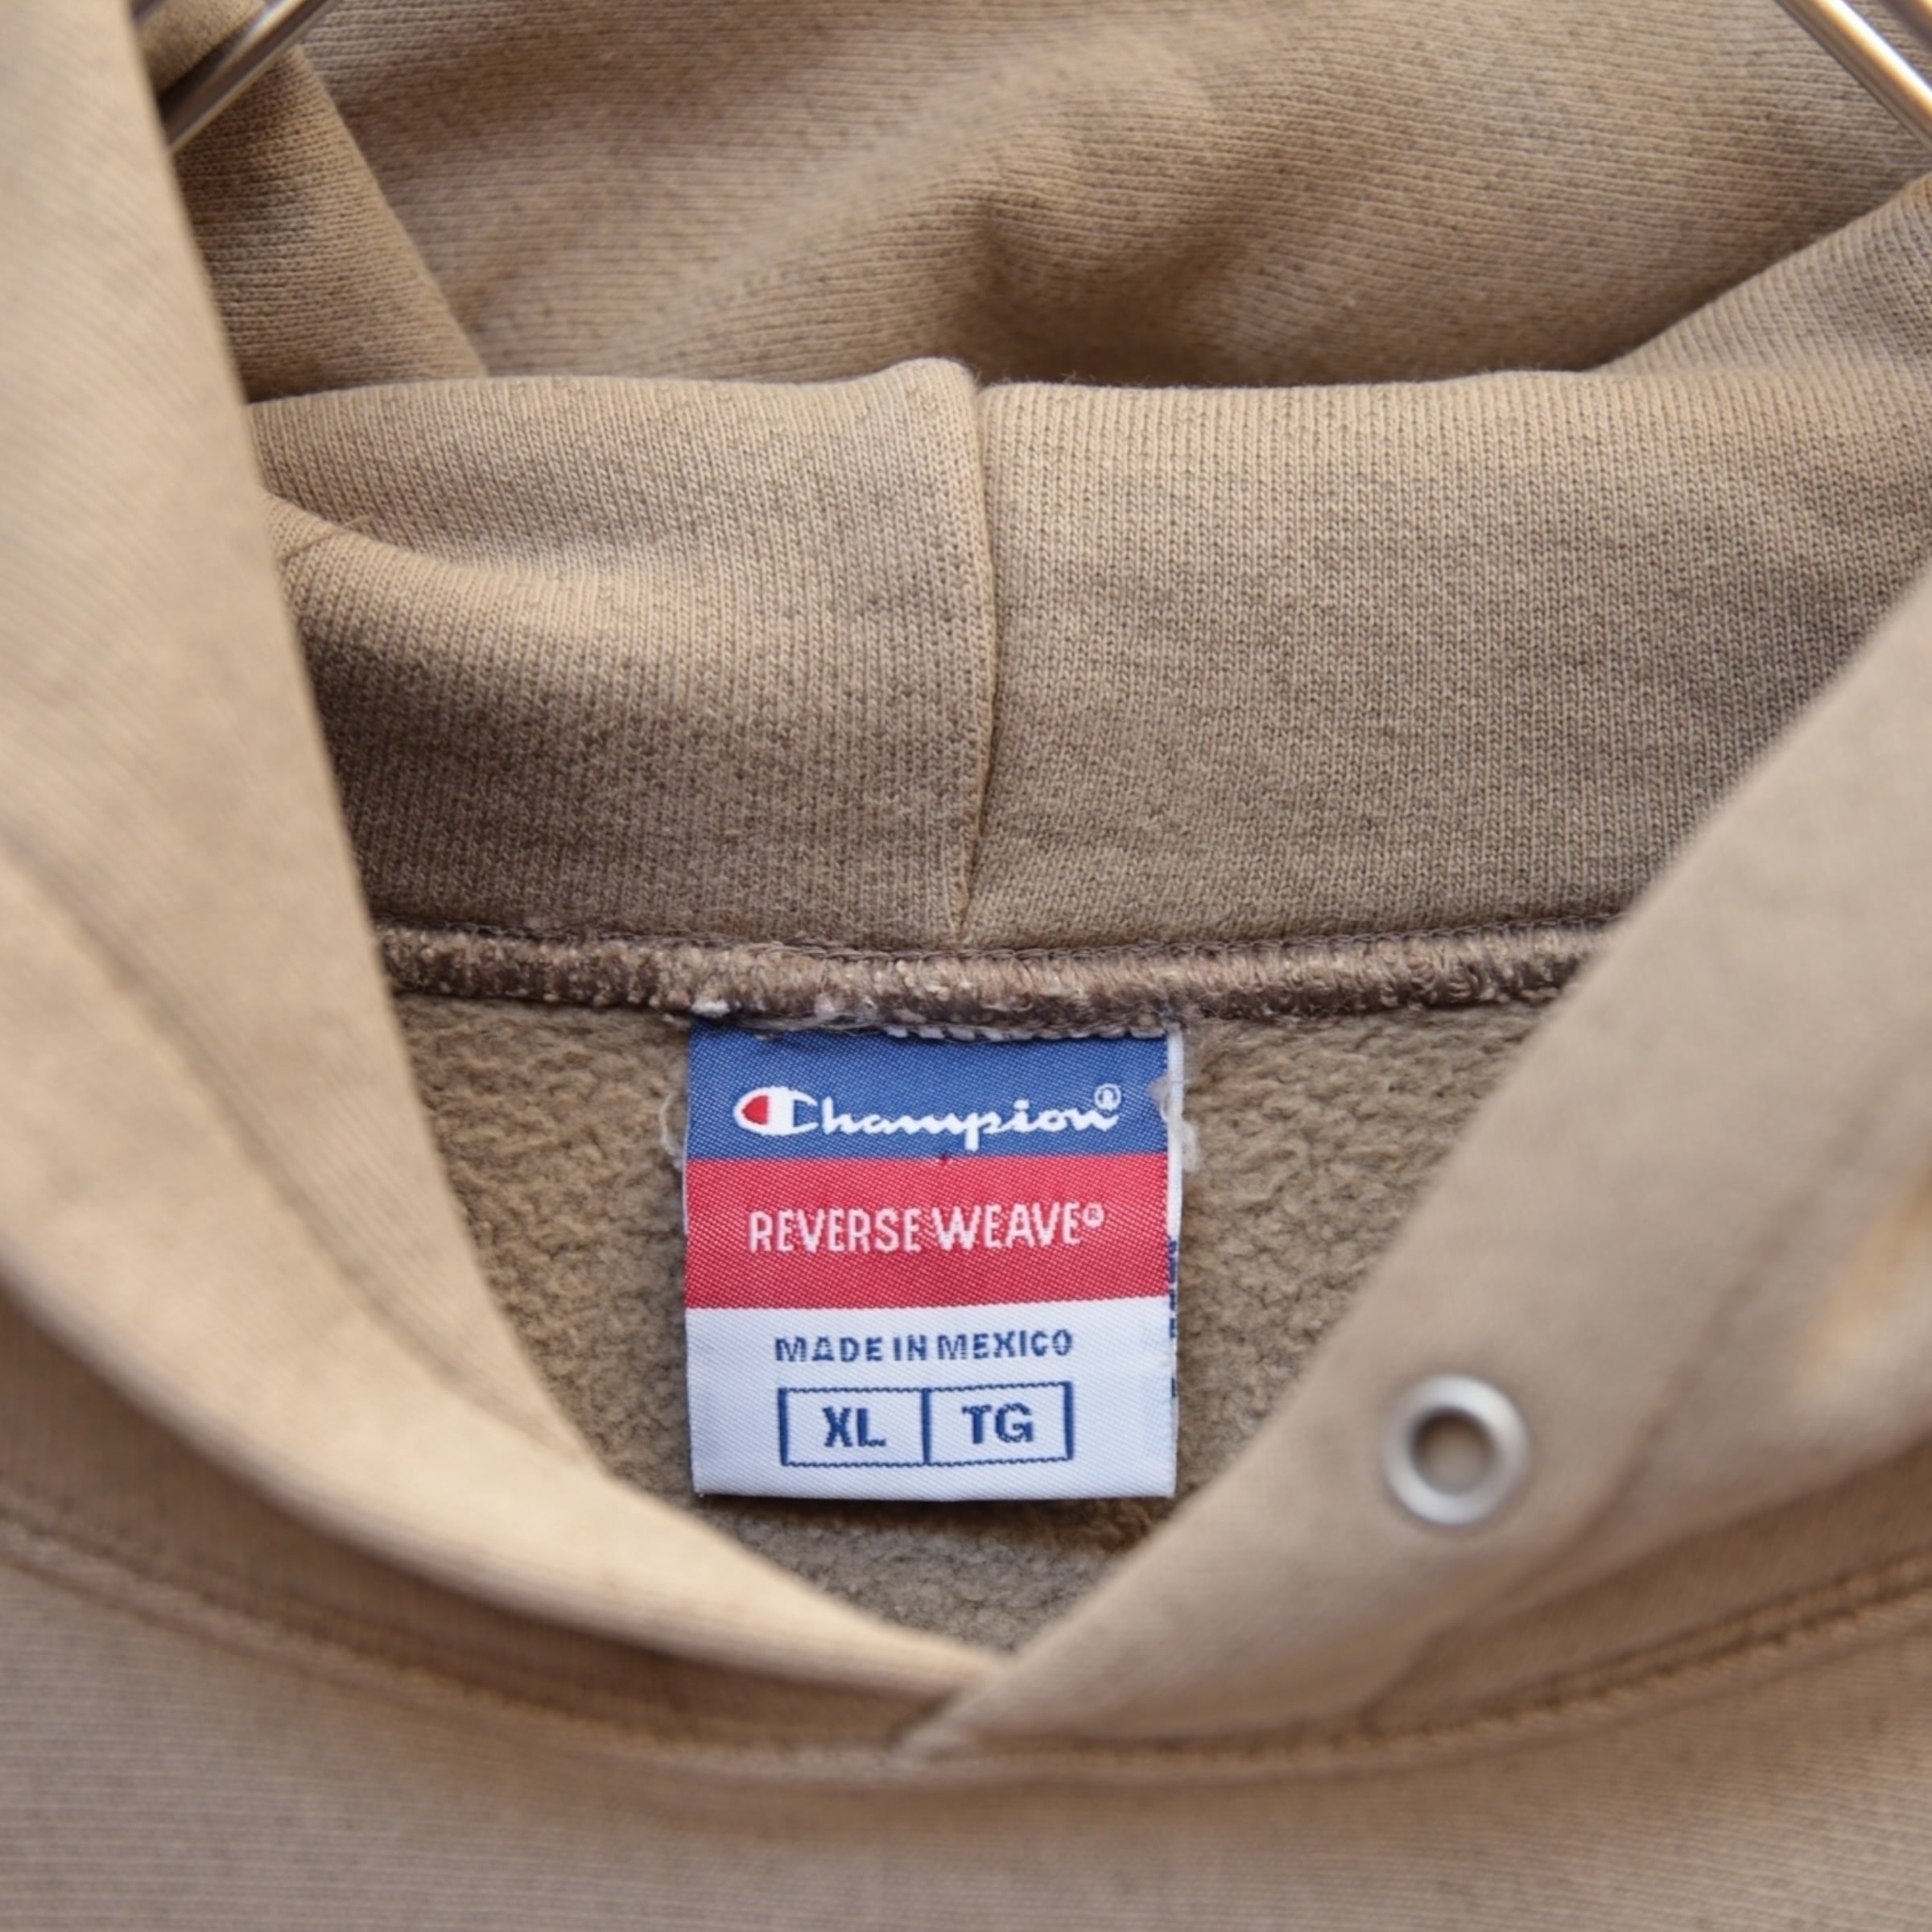 Champion®
REVERSE WEAVE®
MADE IN MEXICO
XL TG